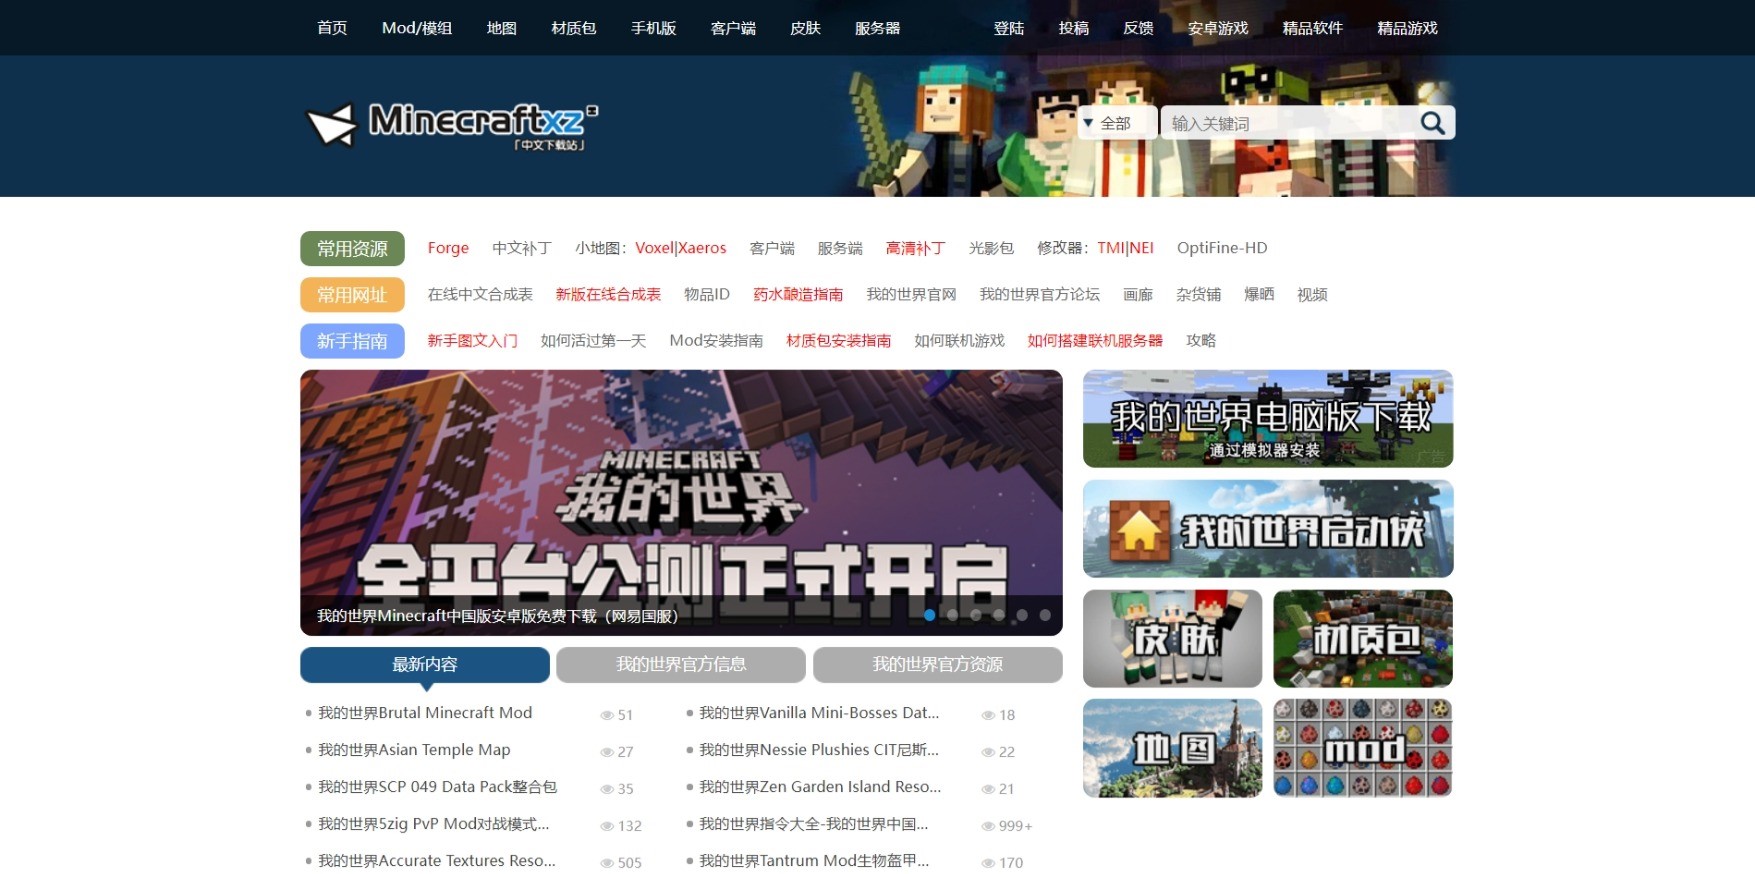 首页 Mod/模组 地图 材质包 手机版 客户端 皮肤 服务器 登陆 投稿 反馈 安卓游戏 精品软件 精品游戏
Minecraftxz
「中文下载站」
全部 输入关键词
常用资源 Forge 中文补丁 小地图：Voxel|Xaeros 客户端 服务端 高清补丁 光影包 修改器：TMI|NEI OptiFine-HD
常用网址 在线中文合成表 新版在线合成表 物品ID 药水酿造指南 我的世界官网 我的世界官方论坛 画廊 杂货铺 爆晒 视频
新手指南 新手图文入门 如何活过第一天 Mod安装指南 材质包安装指南 如何联机游戏 如何搭建联机服务器 攻略
MINECRAFT
我的世界
全平台公测正式开启
我的世界Minecraft中国版安卓版免费下载（网易国服）
我的世界电脑版下载
通过模拟器安装
广告
我的世界启动侠
皮肤 材质包
地图 mod
最新内容 我的世界官方信息 我的世界官方资源
我的世界Brutal Minecraft Mod 51 我的世界Vanilla Mini-Bosses Dat... 18
我的世界Asian Temple Map 27 我的世界Nessie Plushies CIT尼斯... 22
我的世界SCP 049 Data Pack整合包 35 我的世界Zen Garden Island Reso... 21
我的世界5zig PvP Mod对战模式... 132 我的世界指令大全-我的世界中国... 999+
我的世界Accurate Textures Reso... 505 我的世界Tantrum Mod生物盔甲... 170